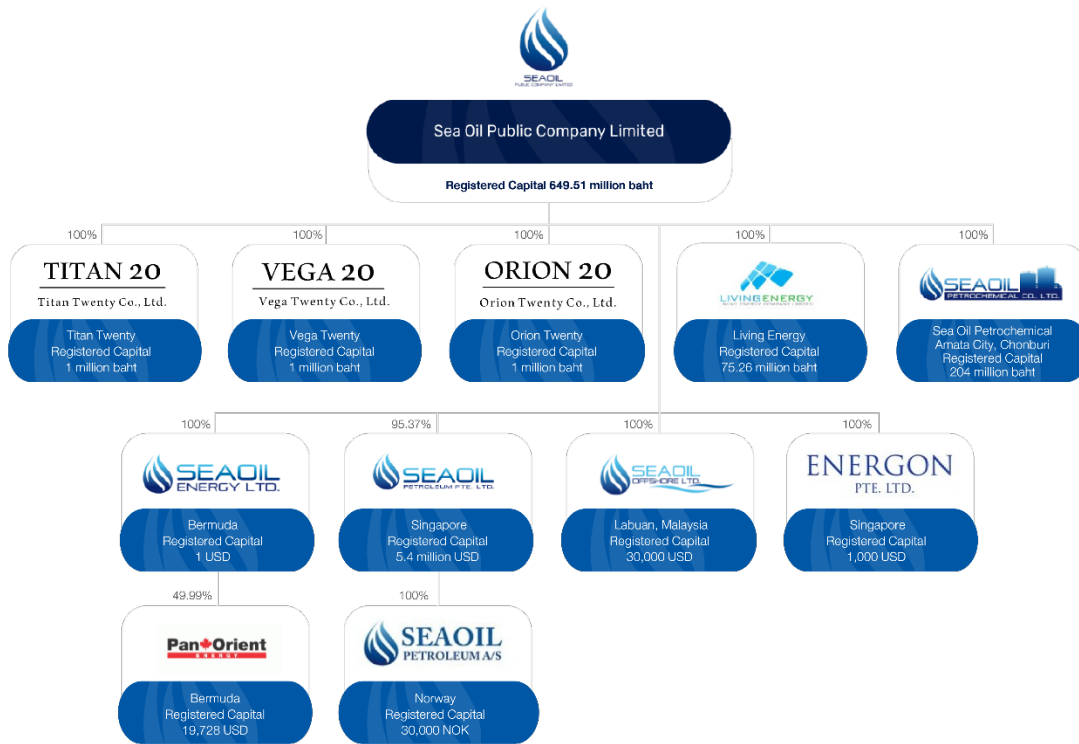 SEAOIL
PUBLIC COMPANY LIMITED
Sea Oil Public Company Limited
Registered Capital 649.51 million baht
100%
100%
100%
100%
100%
TITAN 20
Titan Twenty Co., Ltd.
Titan Twenty
Registered Capital
1 million baht
VEGA 20
Vega Twenty Co., Ltd.
Vega Twenty
Registered Capital
1 million baht
ORION 20
Orion Twenty Co., Ltd.
Orion Twenty
Registered Capital
1 million baht
LIVINGENERGY
Living Energy
Registered Capital
75.26 million baht
SEAOIL
PETROCHEMICAL CO., LTD.
Sea Oil Petrochemical
Amata City, Chonburi
Registered Capital
204 million baht
100%
95.37%
100%
100%
SEAOIL
ENERGY LTD.
Bermuda
Registered Capital
1 USD
SEAOIL
PETROLEUM PTE. LTD.
Singapore
Registered Capital
5.4 million USD
SEAOIL
OFFSHORE LTD.
Labuan, Malaysia
Registered Capital
30,000 USD
ENERGON
PTE. LTD.
Singapore
Registered Capital
1,000 USD
49.99%
100%
Pan Orient
ENERGY
Bermuda
Registered Capital
19,728 USD
SEAOIL
PETROLEUM A/S
Norway
Registered Capital
30,000 NOK